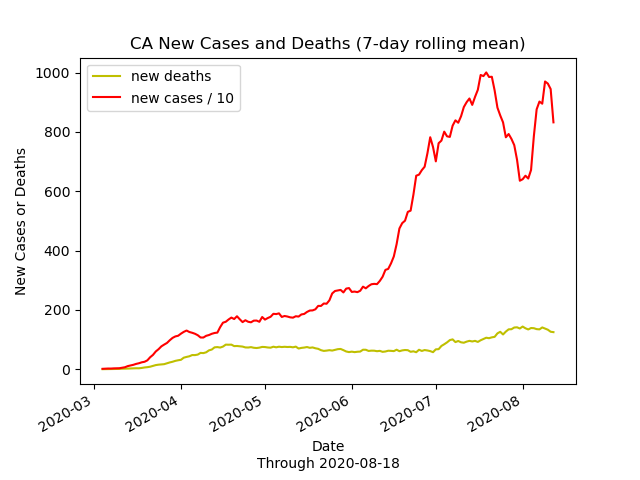 CA New Cases and Deaths (7-day rolling mean)
new deaths
new cases / 10
1000
800
600
400
200
0
New Cases or Deaths
2020-03
2020-04
2020-05
2020-06
2020-07
2020-08
Date
Through 2020-08-18